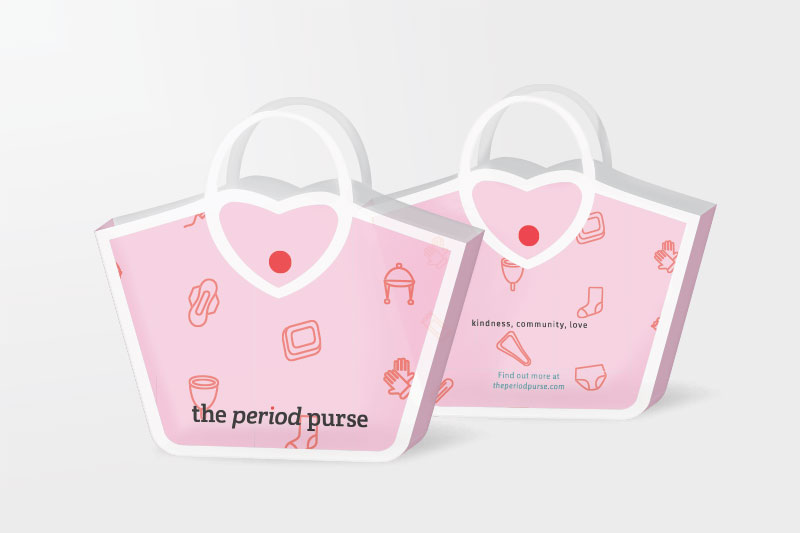 the period purse
kindness, community, love
Find out more at
theperiodpurse.com